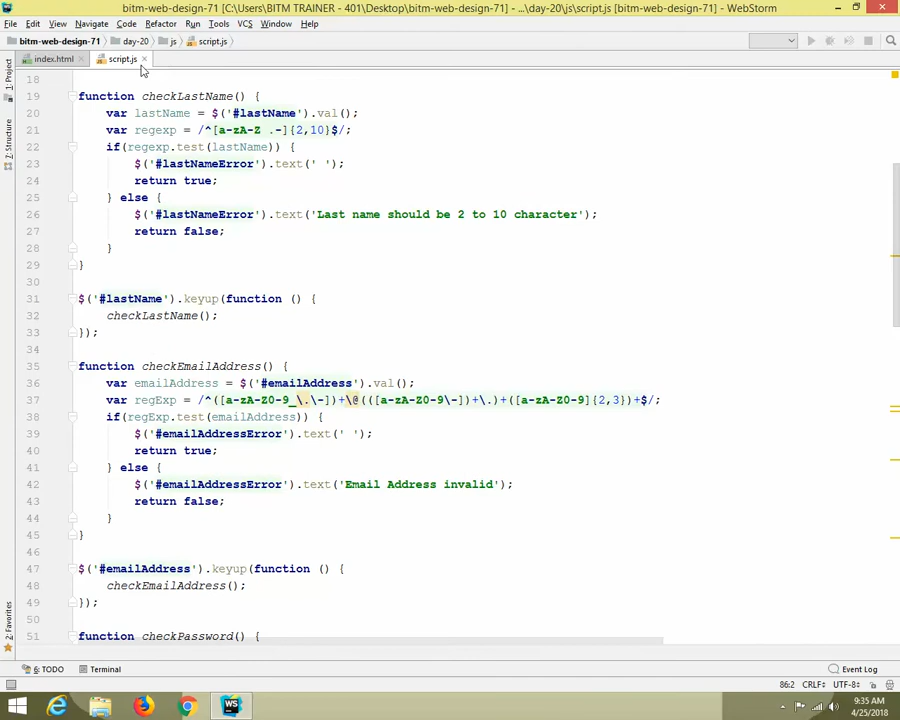 bitm-web-design-71 [C:\Users\BITM TRAINER - 401\Desktop\bitm-web-design-71] - ...\day-20\js\script.js [bitm-web-design-71] - WebStorm
File Edit View Navigate Code Refactor Run Tools VCS Window Help
bitm-web-design-71 day-20 js script.js
index.html script.js
1: Project
7: Structure
2: Favorites
18
19 function checkLastName() {
20 var lastName = $('#lastName').val();
21 var regexp = /^[a-zA-Z .-]{2,10}$/;
22 if(regexp.test(lastName)) {
23 $('#lastNameError').text(' ');
24 return true;
25 } else {
26 $('#lastNameError').text('Last name should be 2 to 10 character');
27 return false;
28 }
29 }
30
31 $('#lastName').keyup(function () {
32 checkLastName();
33 });
34
35 function checkEmailAddress() {
36 var emailAddress = $('#emailAddress').val();
37 var regExp = /^([a-zA-Z0-9_\.\-])+\@(([a-zA-Z0-9\-])+\.)+([a-zA-Z0-9]{2,3})+$/;
38 if(regExp.test(emailAddress)) {
39 $('#emailAddressError').text(' ');
40 return true;
41 } else {
42 $('#emailAddressError').text('Email Address invalid');
43 return false;
44 }
45 }
46
47 $('#emailAddress').keyup(function () {
48 checkEmailAddress();
49 });
50
51 function checkPassword() {
6: TODO Terminal Event Log
86:2 CRLF÷ UTF-8÷
WS
9:35 AM
4/25/2018